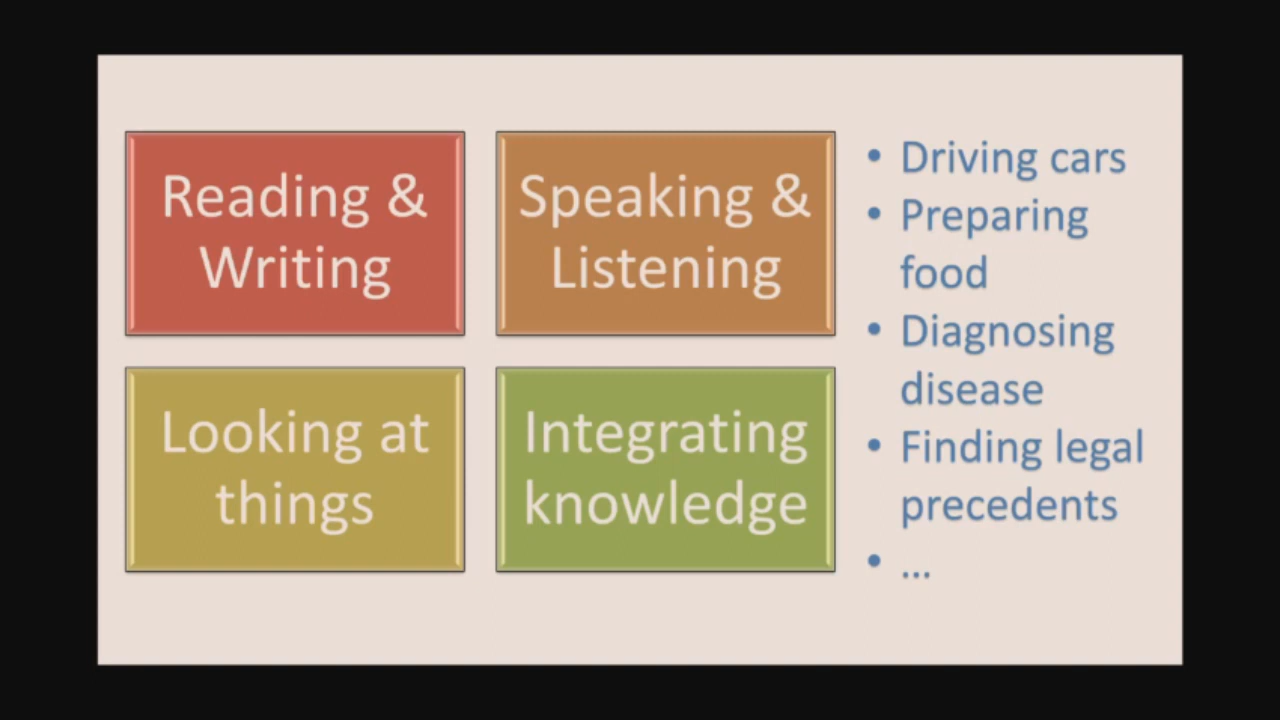 Reading &
Writing
Speaking &
Listening
Looking at
things
Integrating
knowledge
• Driving cars
• Preparing
food
• Diagnosing
disease
• Finding legal
precedents
• ...